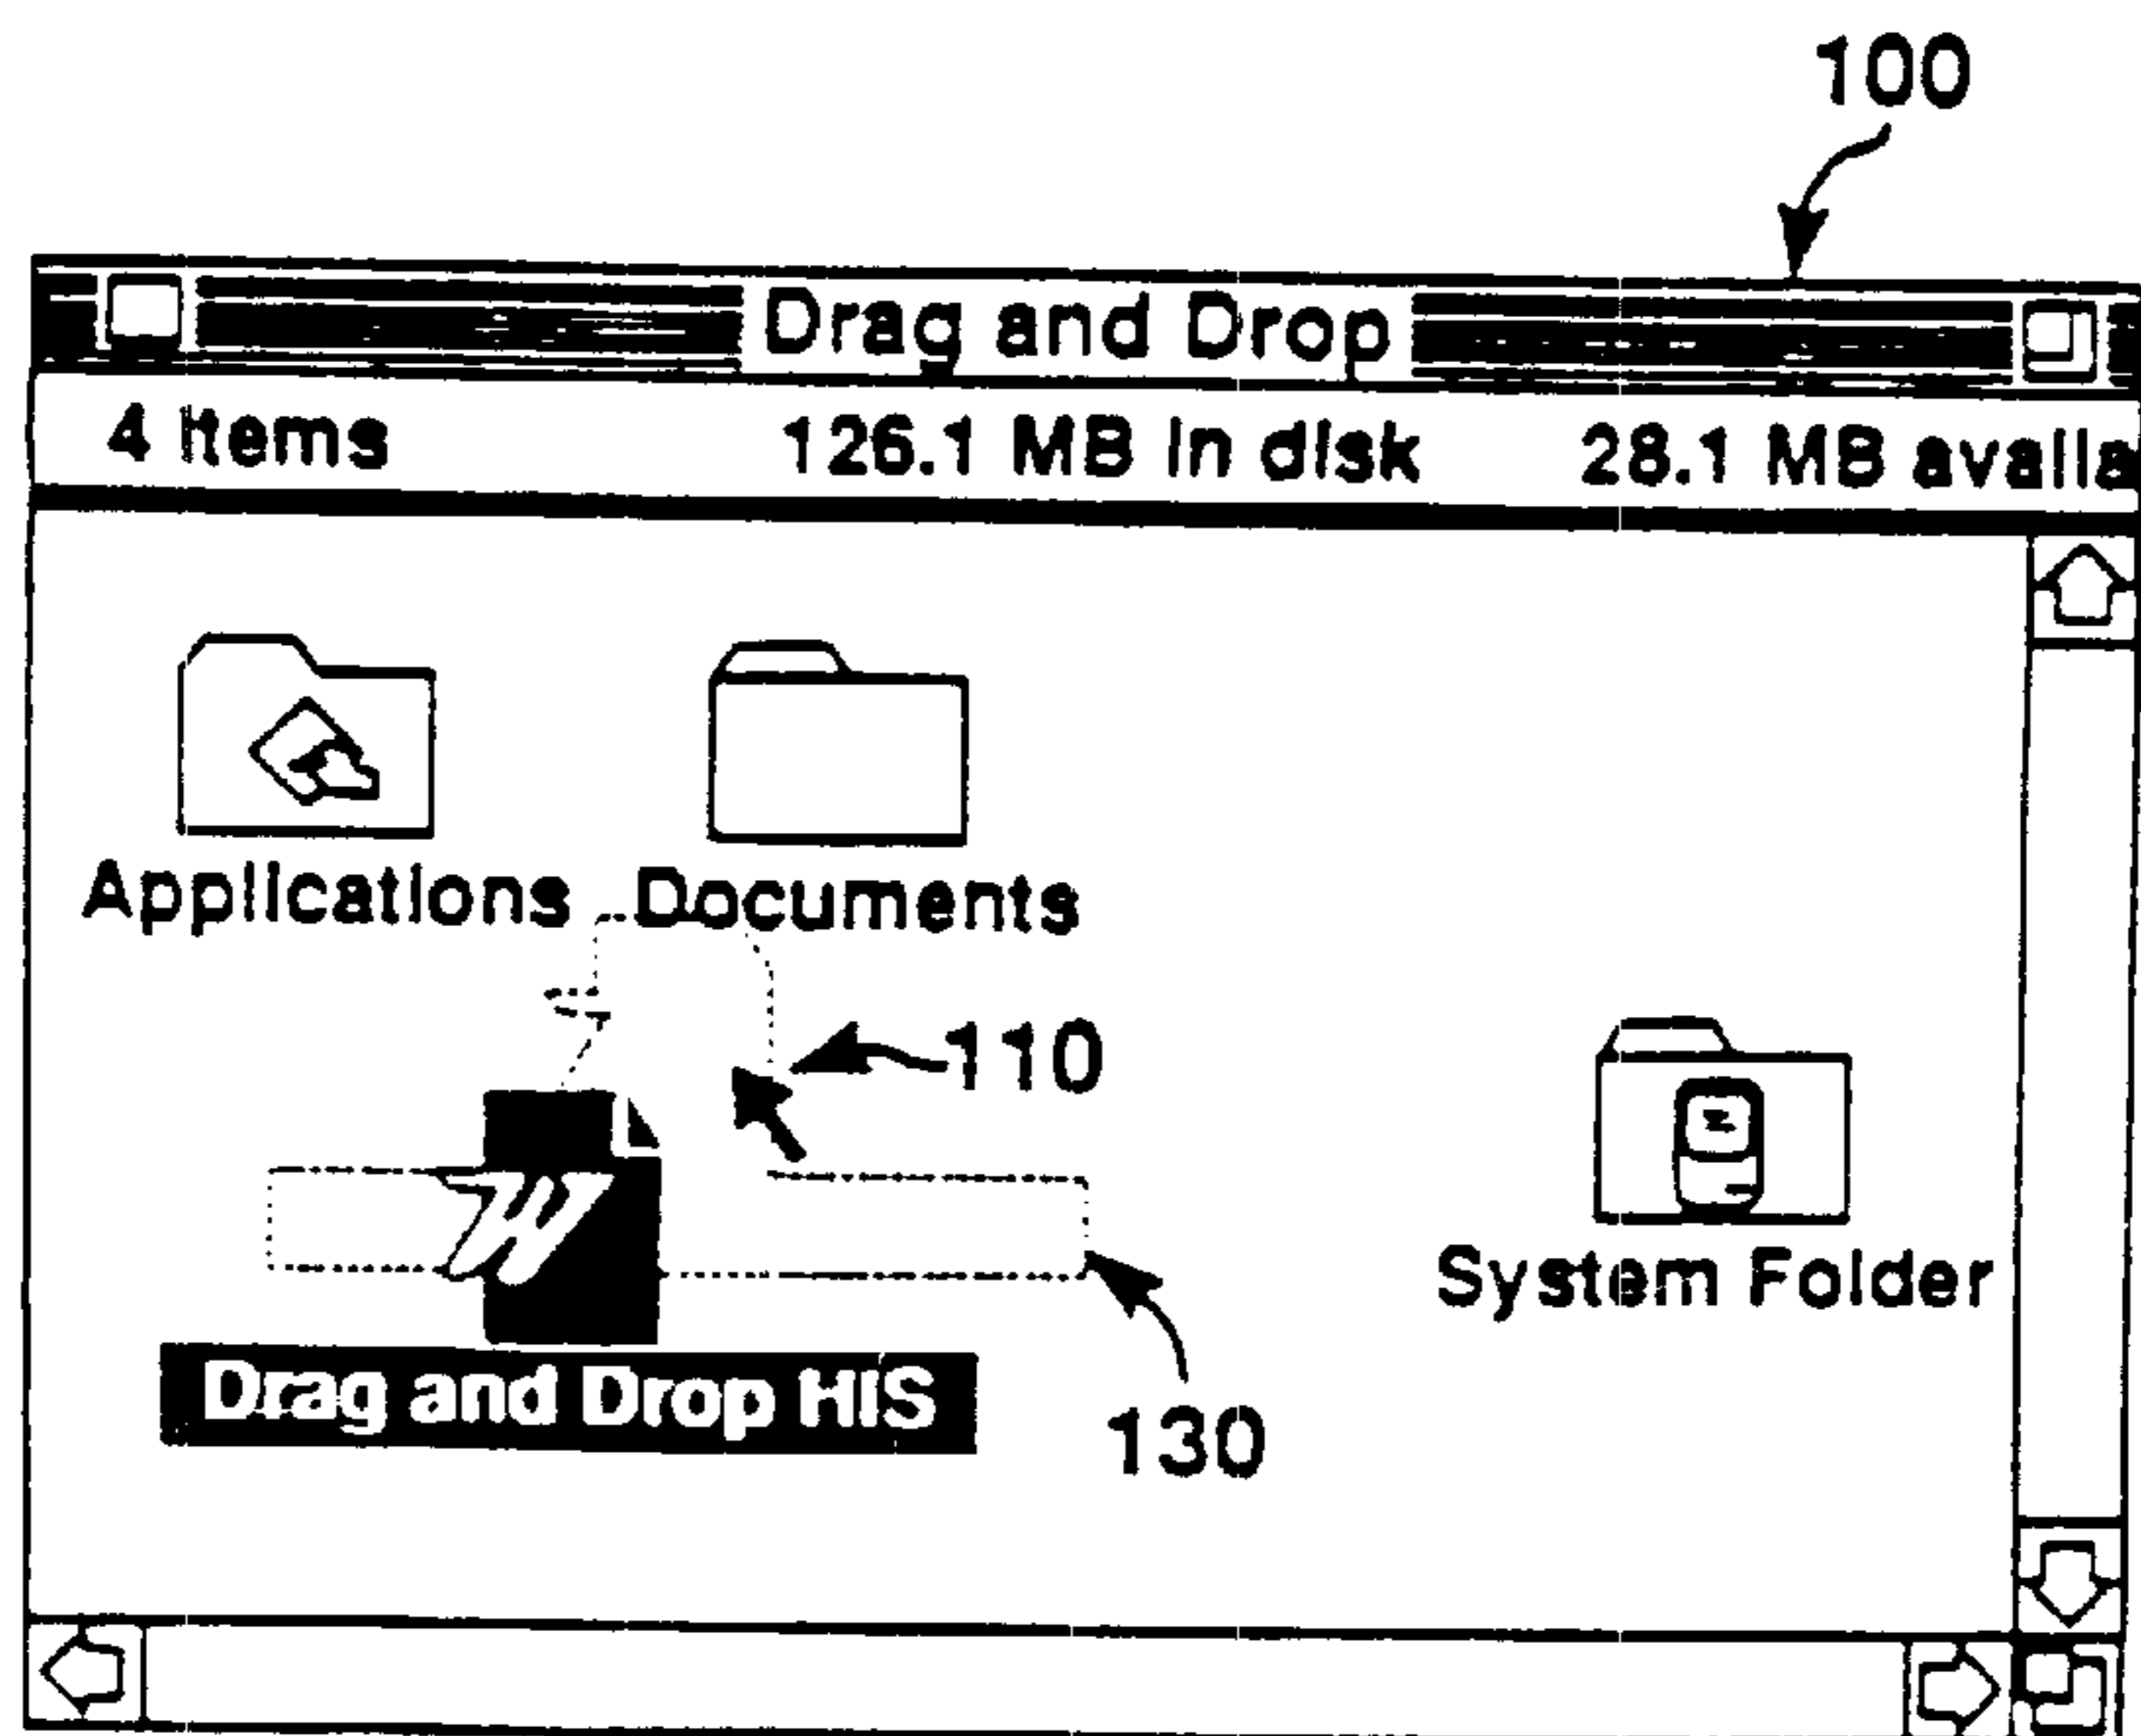 100
Drag and Drop
4 items 126.1 MB in disk 28.1 MB availa
Applications Documents
110
System Folder
Drag and Drop HIS
130